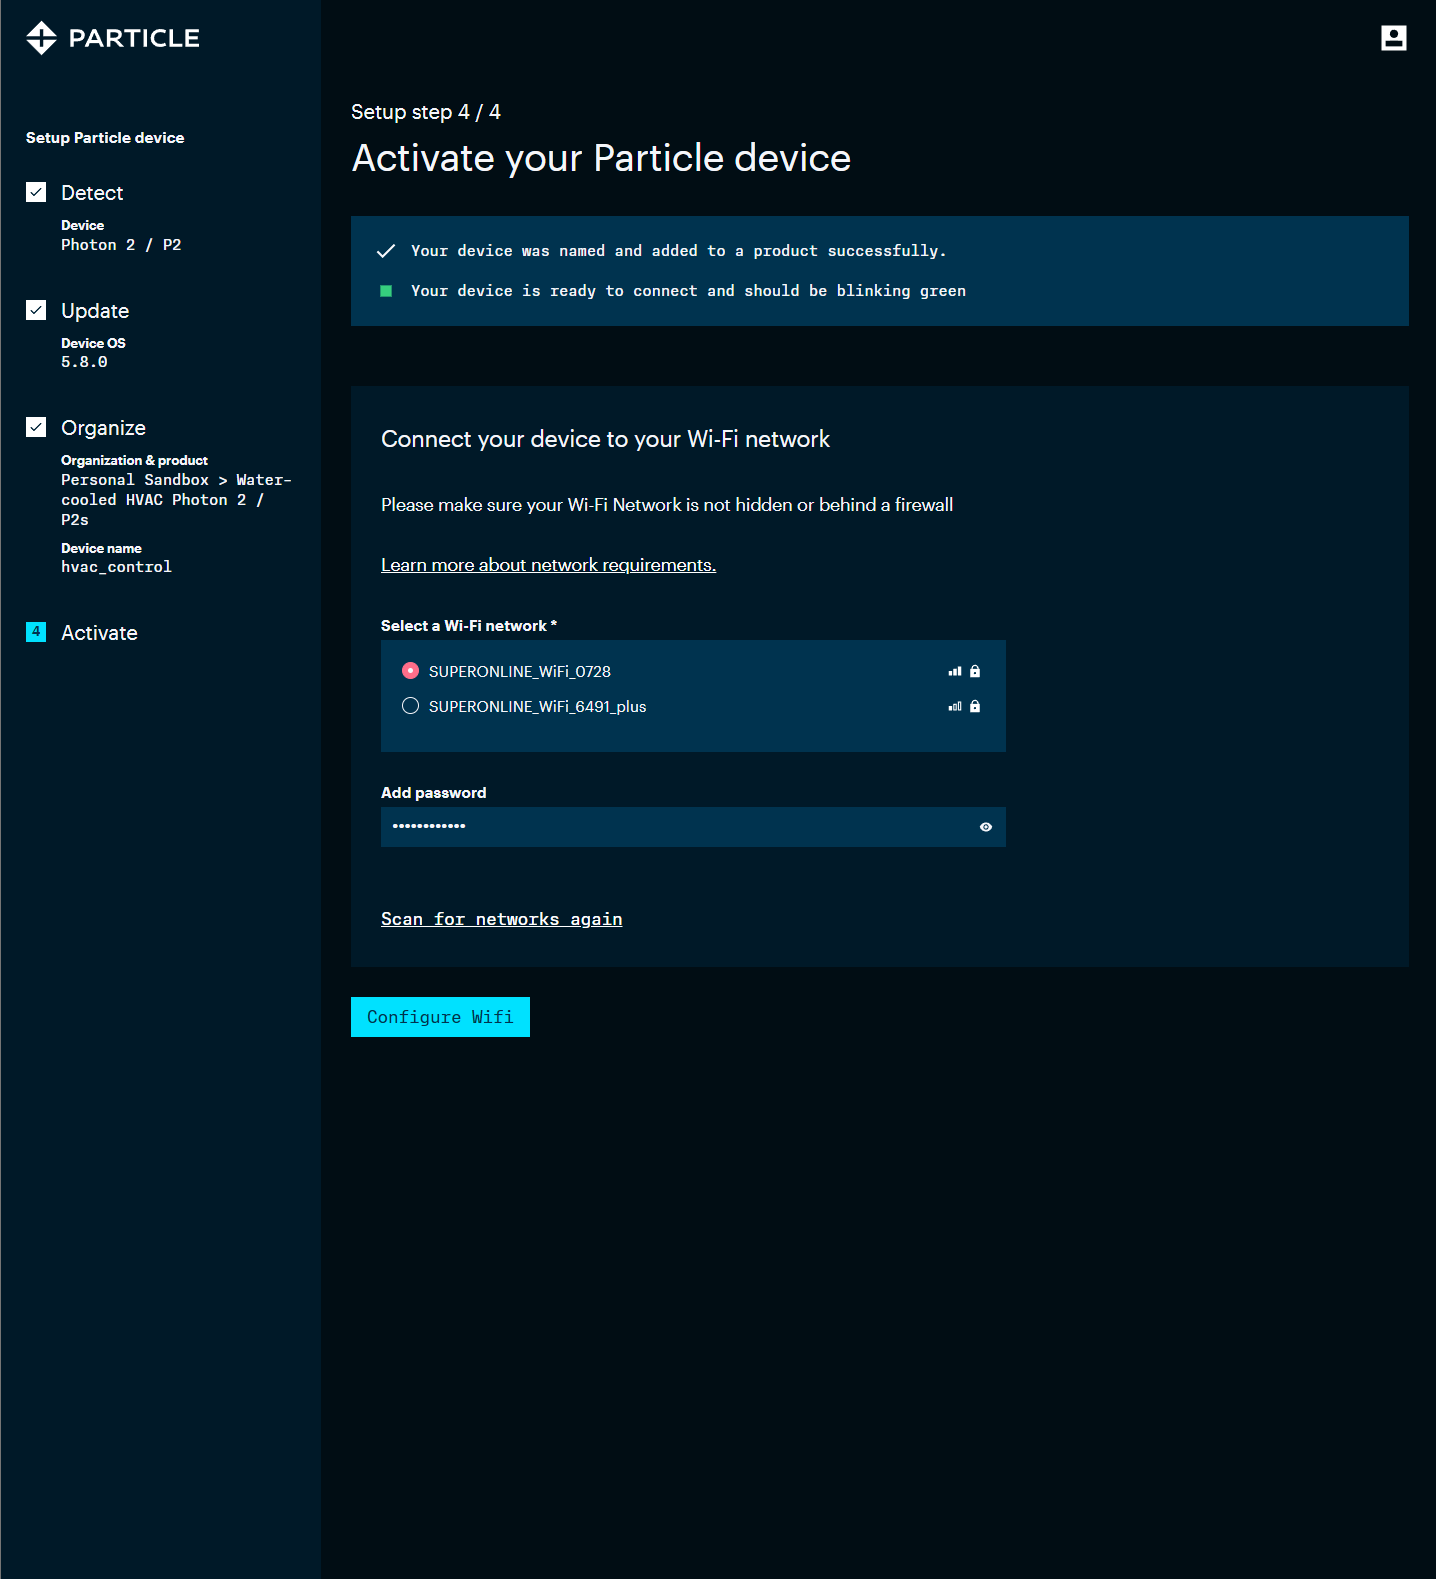 PARTICLE
Setup Particle device
Detect
Device
Photon 2 / P2
Update
Device OS
5.8.0
Organize
Organization & product
Personal Sandbox > Water-
cooled HVAC Photon 2 /
P2s
Device name
hvac_control
4 Activate
Setup step 4 / 4
Activate your Particle device
Your device was named and added to a product successfully.
Your device is ready to connect and should be blinking green
Connect your device to your Wi-Fi network
Please make sure your Wi-Fi Network is not hidden or behind a firewall
Learn more about network requirements.
Select a Wi-Fi network *
SUPERONLINE_WiFi_0728
SUPERONLINE_WiFi_6491_plus
Add password
••••••••••••
Scan for networks again
Configure Wifi